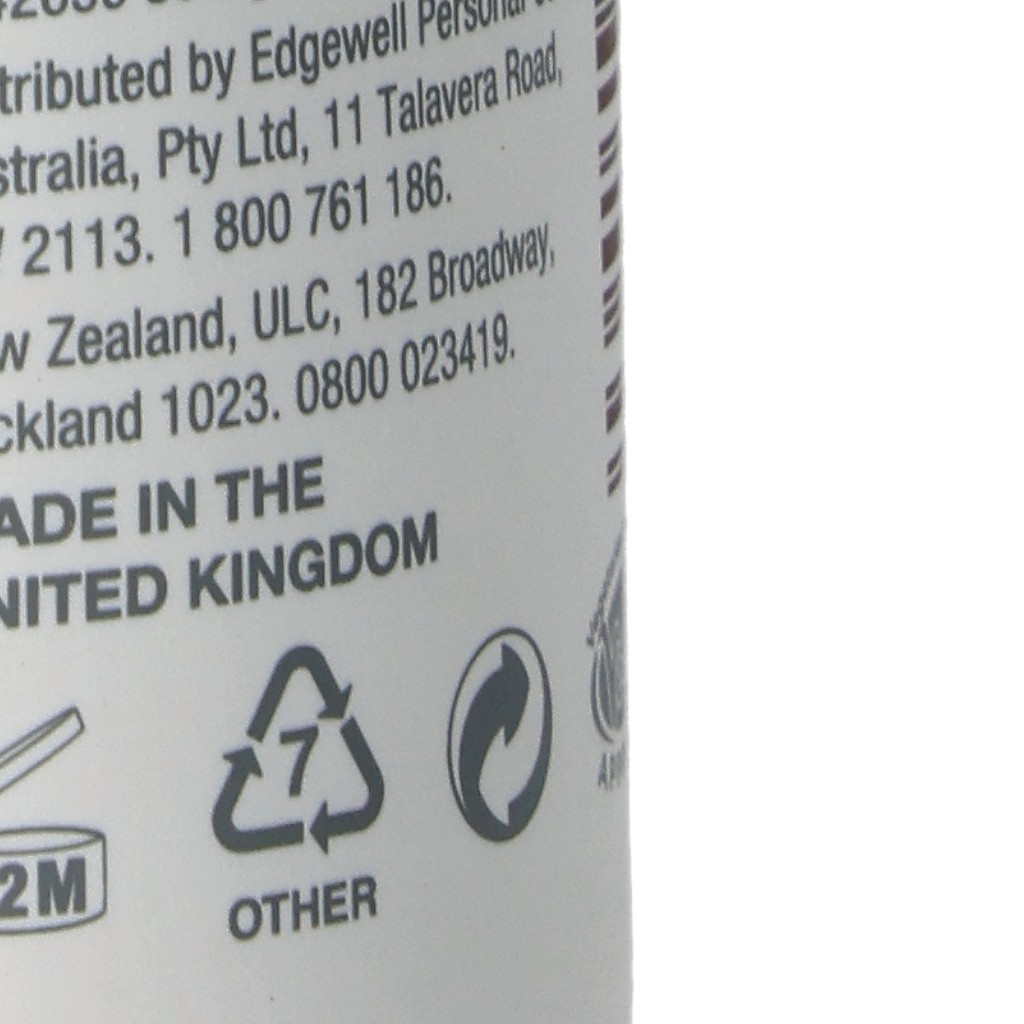 tributed by Edgewell Personal
stralia, Pty Ltd, 11 Talavera Road,
2113. 1 800 761 186.
w Zealand, ULC, 182 Broadway,
ckland 1023. 0800 023419.
ADE IN THE
NITED KINGDOM
7
2M
OTHER